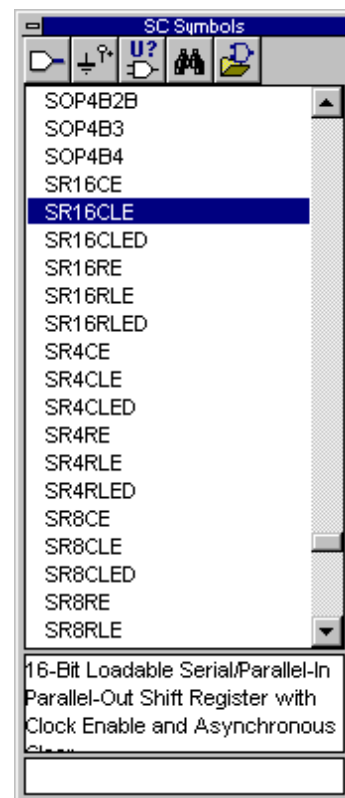 SC Symbols
U?
SOP4B2B
SOP4B3
SOP4B4
SR16CE
SR16CLE
SR16CLED
SR16RE
SR16RLE
SR16RLED
SR4CE
SR4CLE
SR4CLED
SR4RE
SR4RLE
SR4RLED
SR8CE
SR8CLE
SR8CLED
SR8RE
SR8RLE
16-Bit Loadable Serial/Parallel-In
Parallel-Out Shift Register with
Clock Enable and Asynchronous